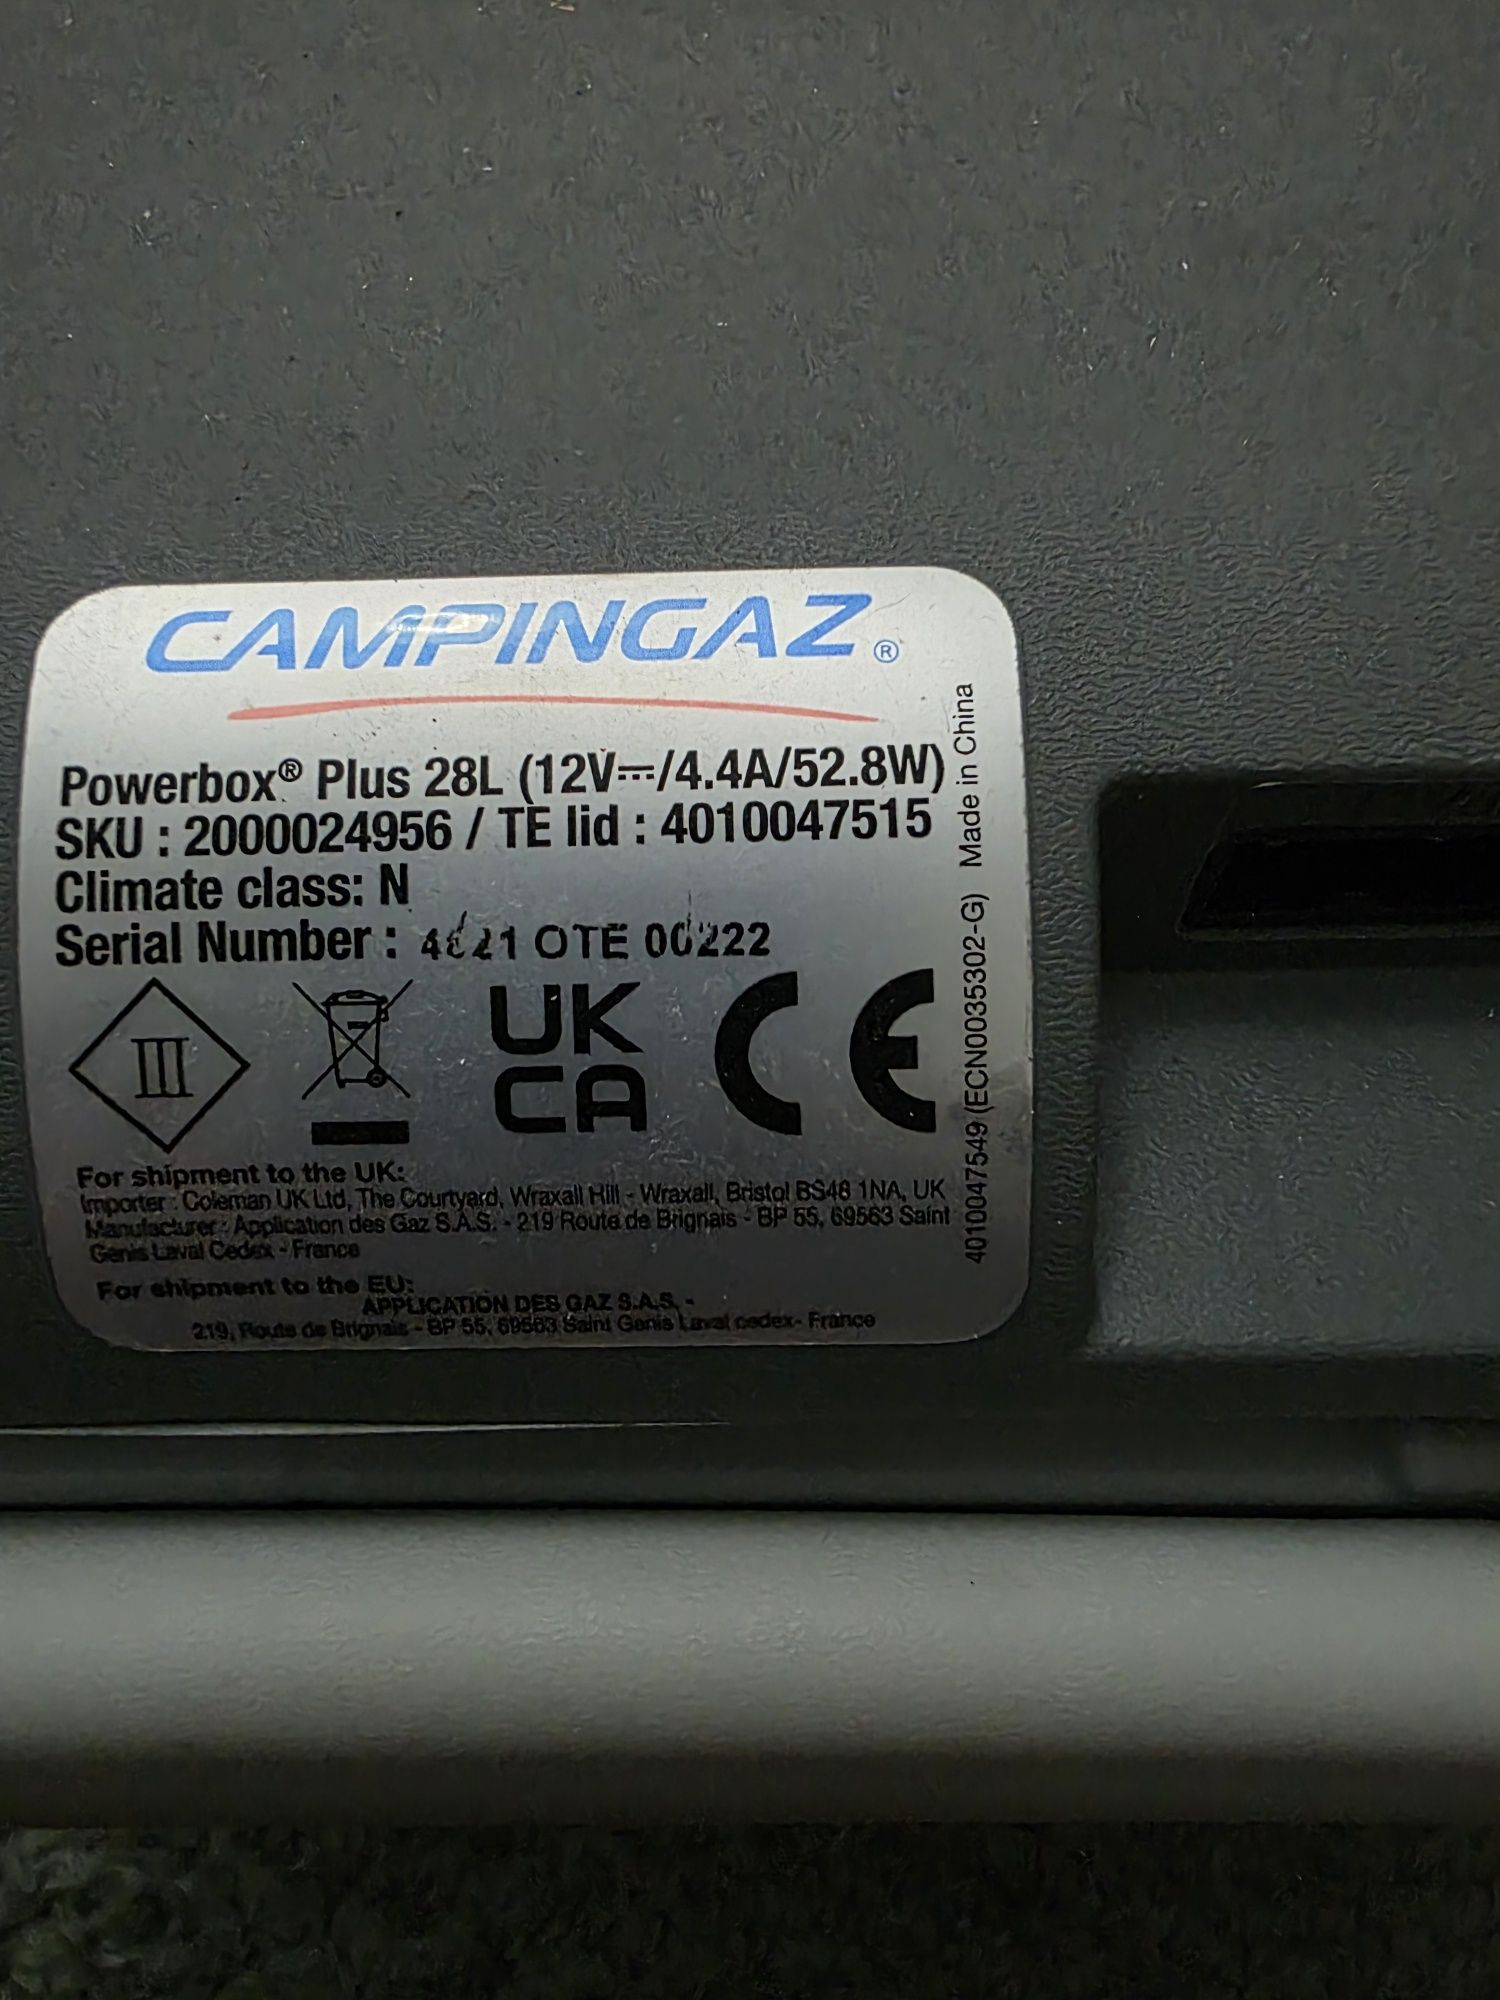 CAMPINGAZ®
Powerbox® Plus 28L (12V⎓/4.4A/52.8W)
SKU : 2000024956 / TE lid : 4010047515
Climate class: N
Serial Number : OTE 00222
III
UK
CA
CE
For shipment to the UK:
Importer : Coleman UK Ltd, The Courtyard, Wraxall Hill - Wraxall, Bristol BS48 1NA, UK
Manufacturer : Application des Gaz S.A.S. - 219 Route de Brignais - BP 55, 69563 Saint
Genis Laval Cedex - France
For shipment to the EU:
APPLICATION DES GAZ S.A.S. -
219, Route de Brignais - BP 55, 69563 Saint Genis Laval cedex- France
4010047549 (ECN0035302-G) Made in China